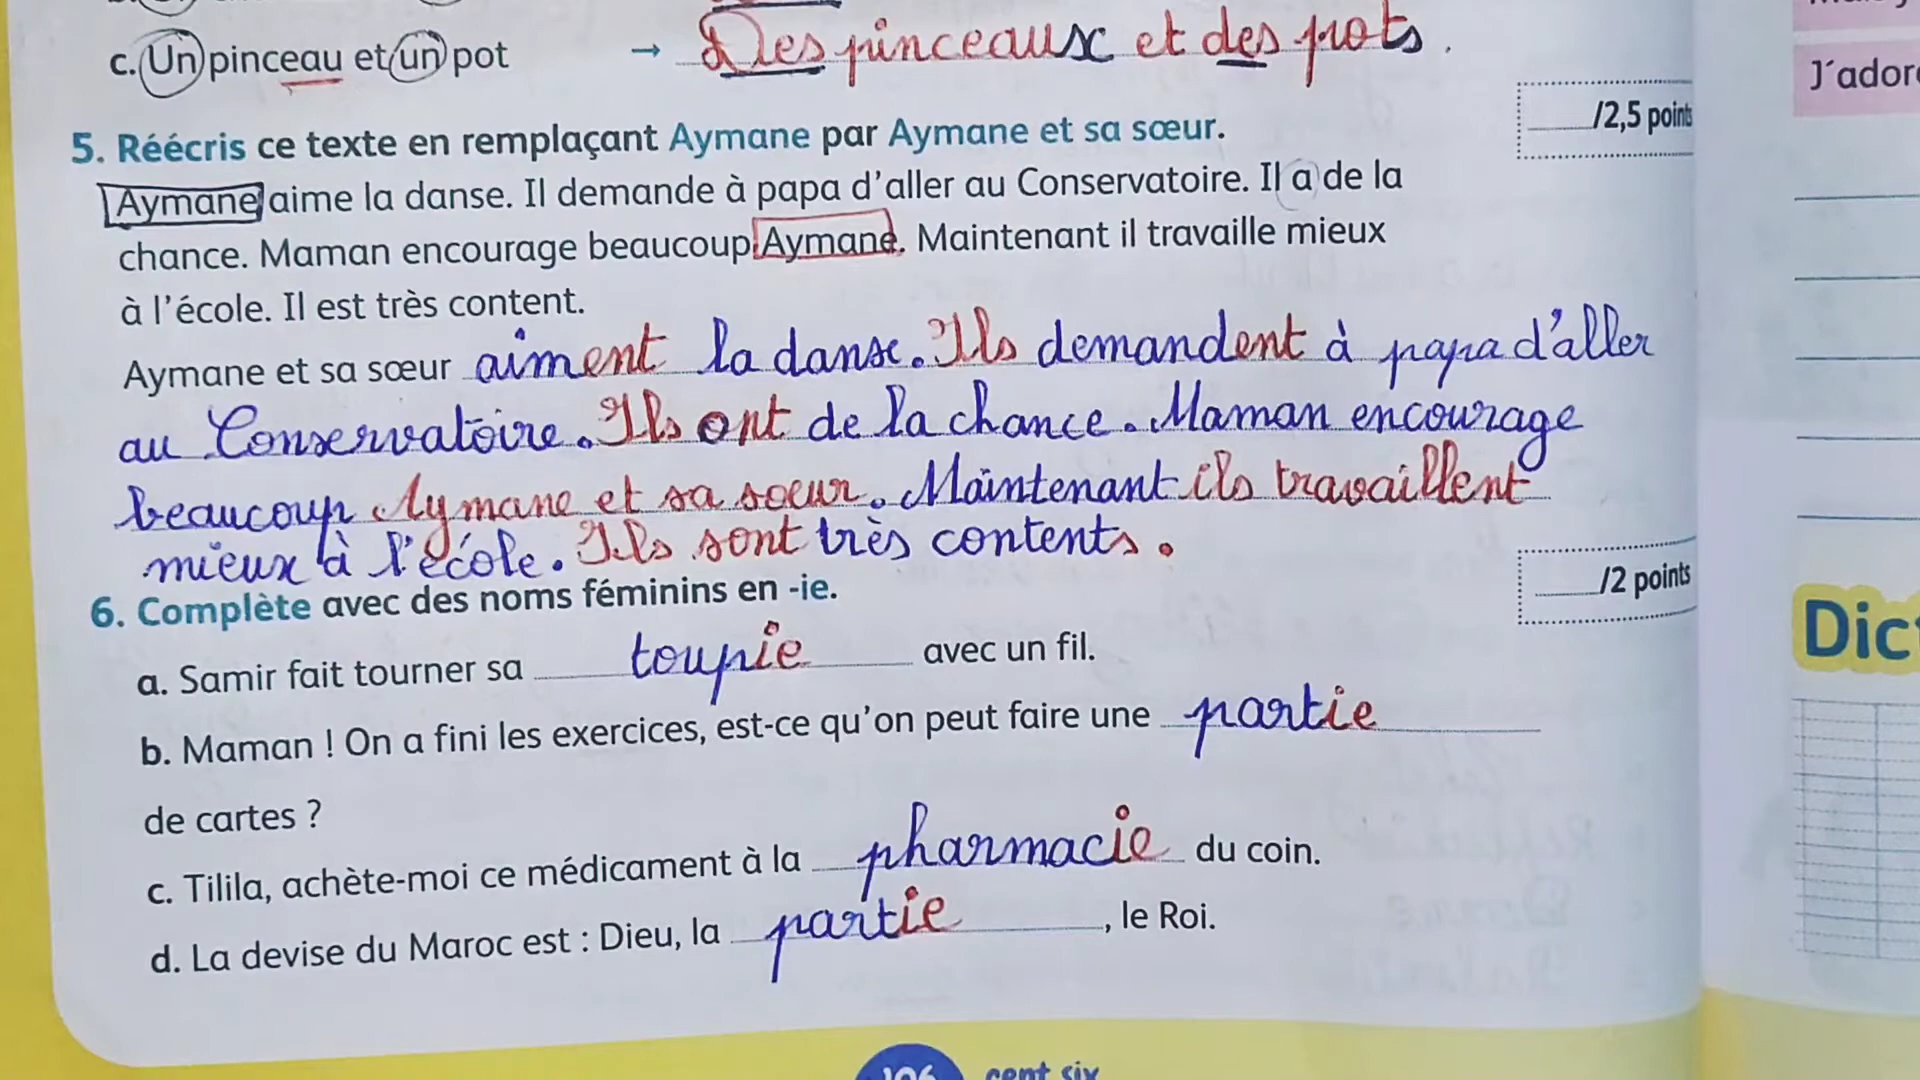 c. Un pinceau et un pot → Des pinceaux et des pots.
/2,5 points
5. Réécris ce texte en remplaçant Aymane par Aymane et sa sœur.
Aymane aime la danse. Il demande à papa d'aller au Conservatoire. Il a de la
chance. Maman encourage beaucoup Aymane. Maintenant il travaille mieux
à l'école. Il est très content.
Aymane et sa sœur aiment la danse. Ils demandent à papa d'aller
au Conservatoire. Ils ont de la chance. Maman encourage
beaucoup Aymane et sa sœur. Maintenant ils travaillent
mieux à l'école. Ils sont très contents.
/2 points
6. Complète avec des noms féminins en -ie.
a. Samir fait tourner sa toupie avec un fil.
b. Maman ! On a fini les exercices, est-ce qu'on peut faire une partie
de cartes ?
c. Tilila, achète-moi ce médicament à la pharmacie du coin.
d. La devise du Maroc est : Dieu, la partie, le Roi.
106 cent six
J'ador
Dict